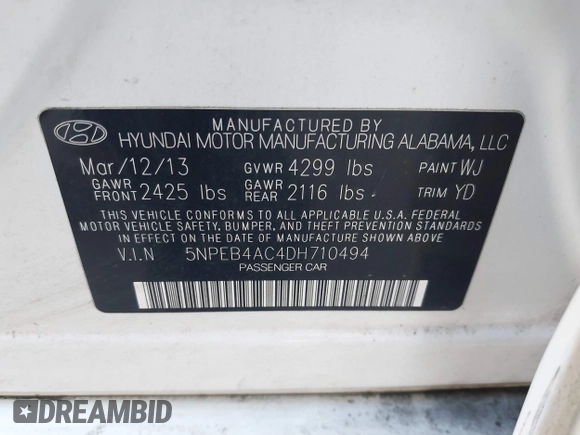 MANUFACTURED BY
HYUNDAI MOTOR MANUFACTURING ALABAMA, LLC
Mar/12/13 GVWR 4299 lbs PAINT WJ
GAWR FRONT 2425 lbs GAWR REAR 2116 lbs TRIM YD
THIS VEHICLE CONFORMS TO ALL APPLICABLE U.S.A. FEDERAL
MOTOR VEHICLE SAFETY, BUMPER, AND THEFT PREVENTION STANDARDS
IN EFFECT ON THE DATE OF MANUFACTURE SHOWN ABOVE
V.I.N 5NPEB4AC4DH710494
PASSENGER CAR
DREAMBID